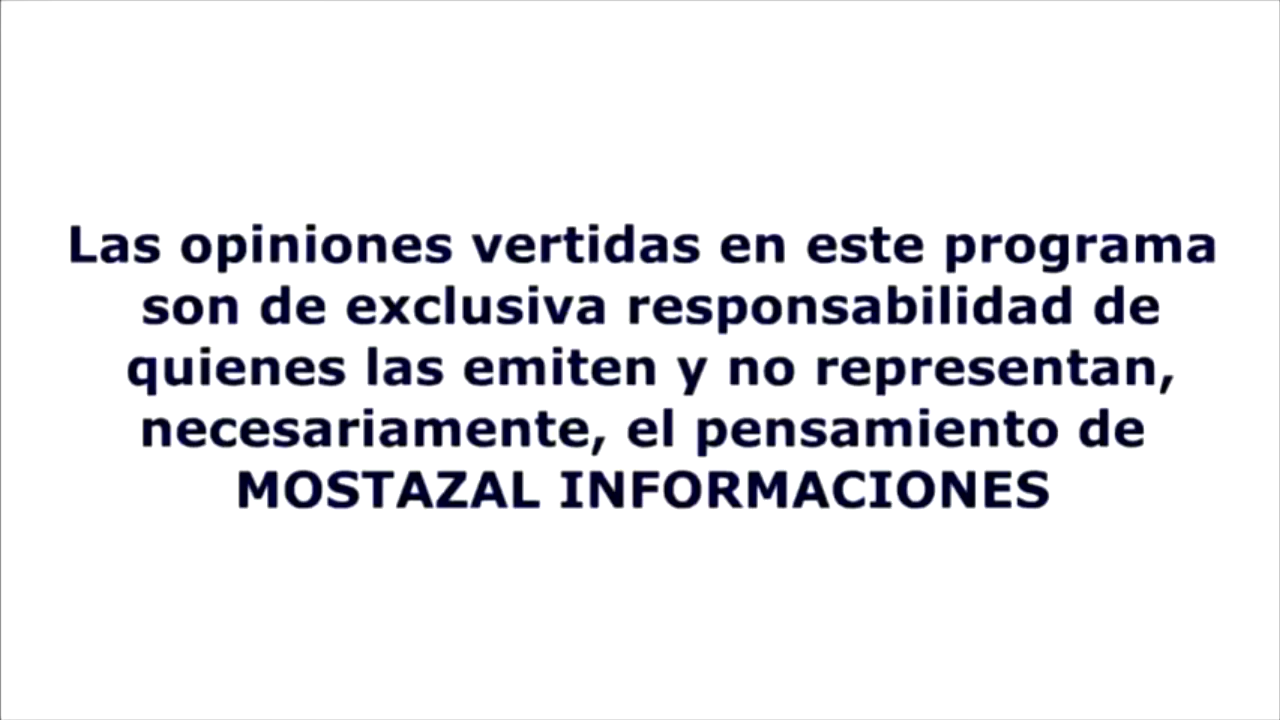 Las opiniones vertidas en este programa
son de exclusiva responsabilidad de
quienes las emiten y no representan,
necesariamente, el pensamiento de
MOSTAZAL INFORMACIONES